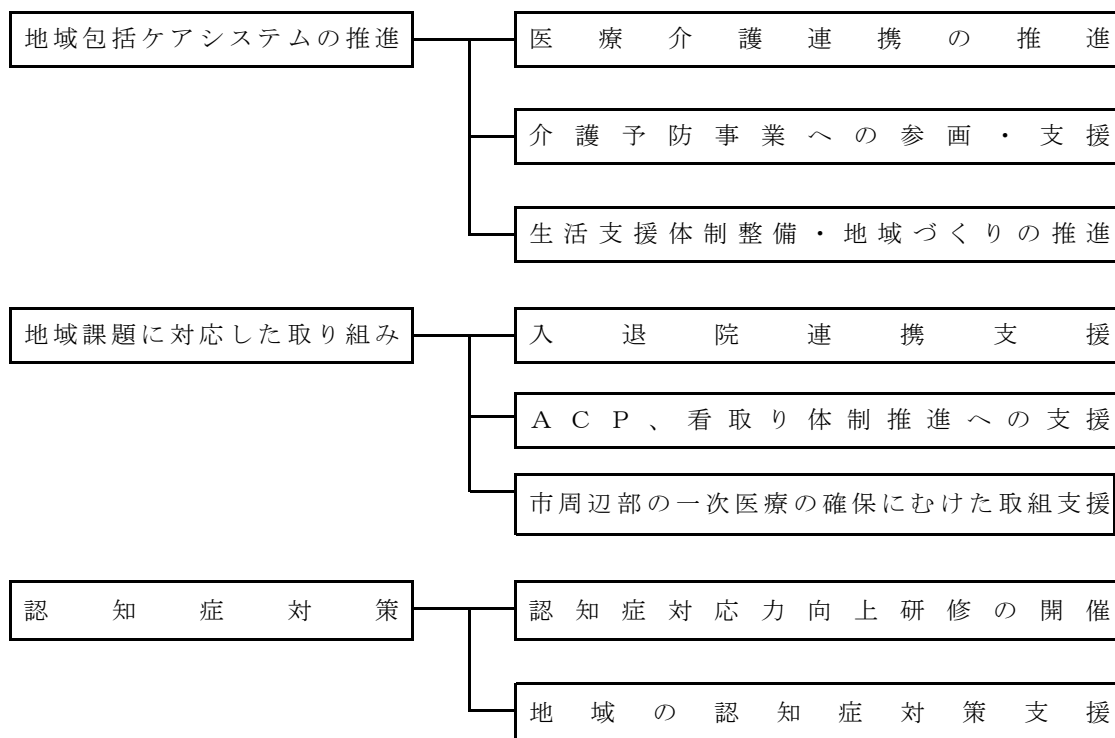 地域包括ケアシステムの推進
医療介護連携の推進
介護予防事業への参画・支援
生活支援体制整備・地域づくりの推進
地域課題に対応した取り組み
入退院連携支援
ＡＣＰ、看取り体制推進への支援
市周辺部の一次医療の確保にむけた取組支援
認知症対策
認知症対応力向上研修の開催
地域の認知症対策支援